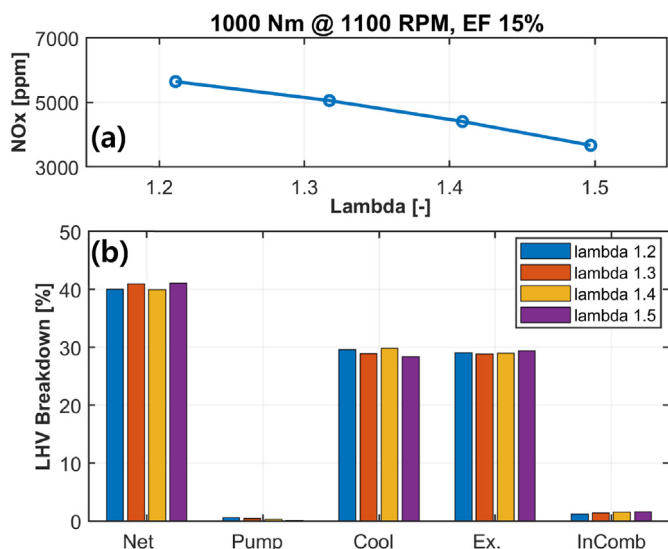 1000 Nm @ 1100 RPM, EF 15%
NOx [ppm]
7000
5000
3000
(a)
1.2 1.3 1.4 1.5
Lambda [-]
LHV Breakdown [%]
50
40
30
20
10
0
(b)
lambda 1.2
lambda 1.3
lambda 1.4
lambda 1.5
Net Pump Cool Ex. InComb